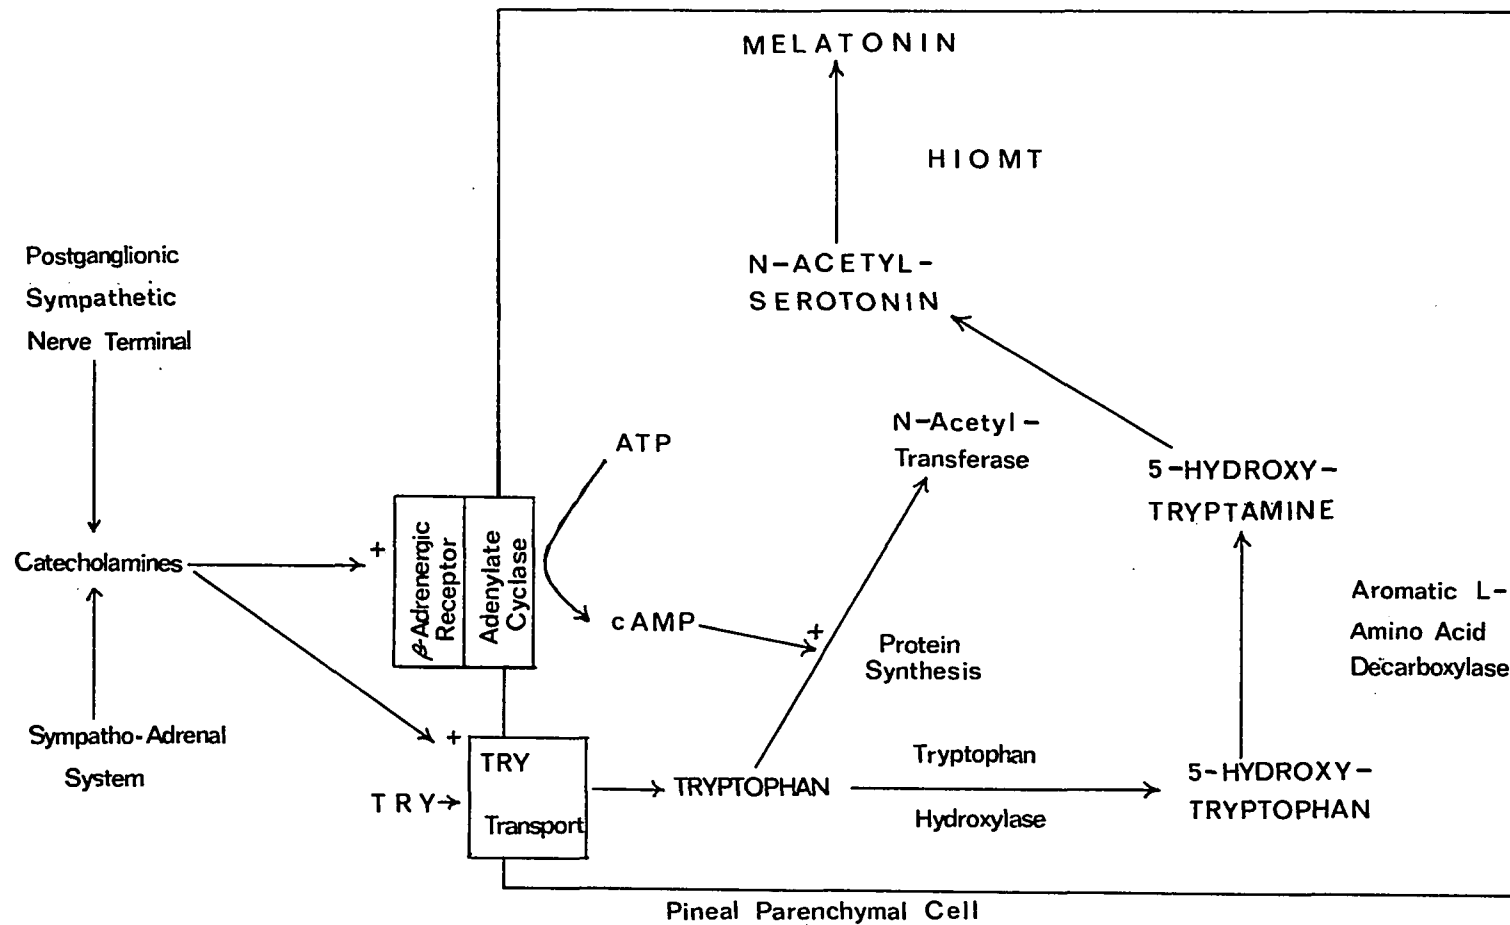 MELATONIN
HIOMT
N-ACETYL-
SEROTONIN
Postganglionic
Sympathetic
Nerve Terminal
N-Acetyl-
Transferase
ATP
5-HYDROXY-
TRYPTAMINE
Catecholamines
+
β-Adrenergic
Receptor
Adenylate
Cyclase
cAMP
+
Protein
Synthesis
Aromatic L-
Amino Acid
Decarboxylase
Sympatho-Adrenal
System
+
TRY
TRY
Transport
TRYPTOPHAN
Tryptophan
Hydroxylase
5-HYDROXY-
TRYPTOPHAN
Pineal Parenchymal Cell